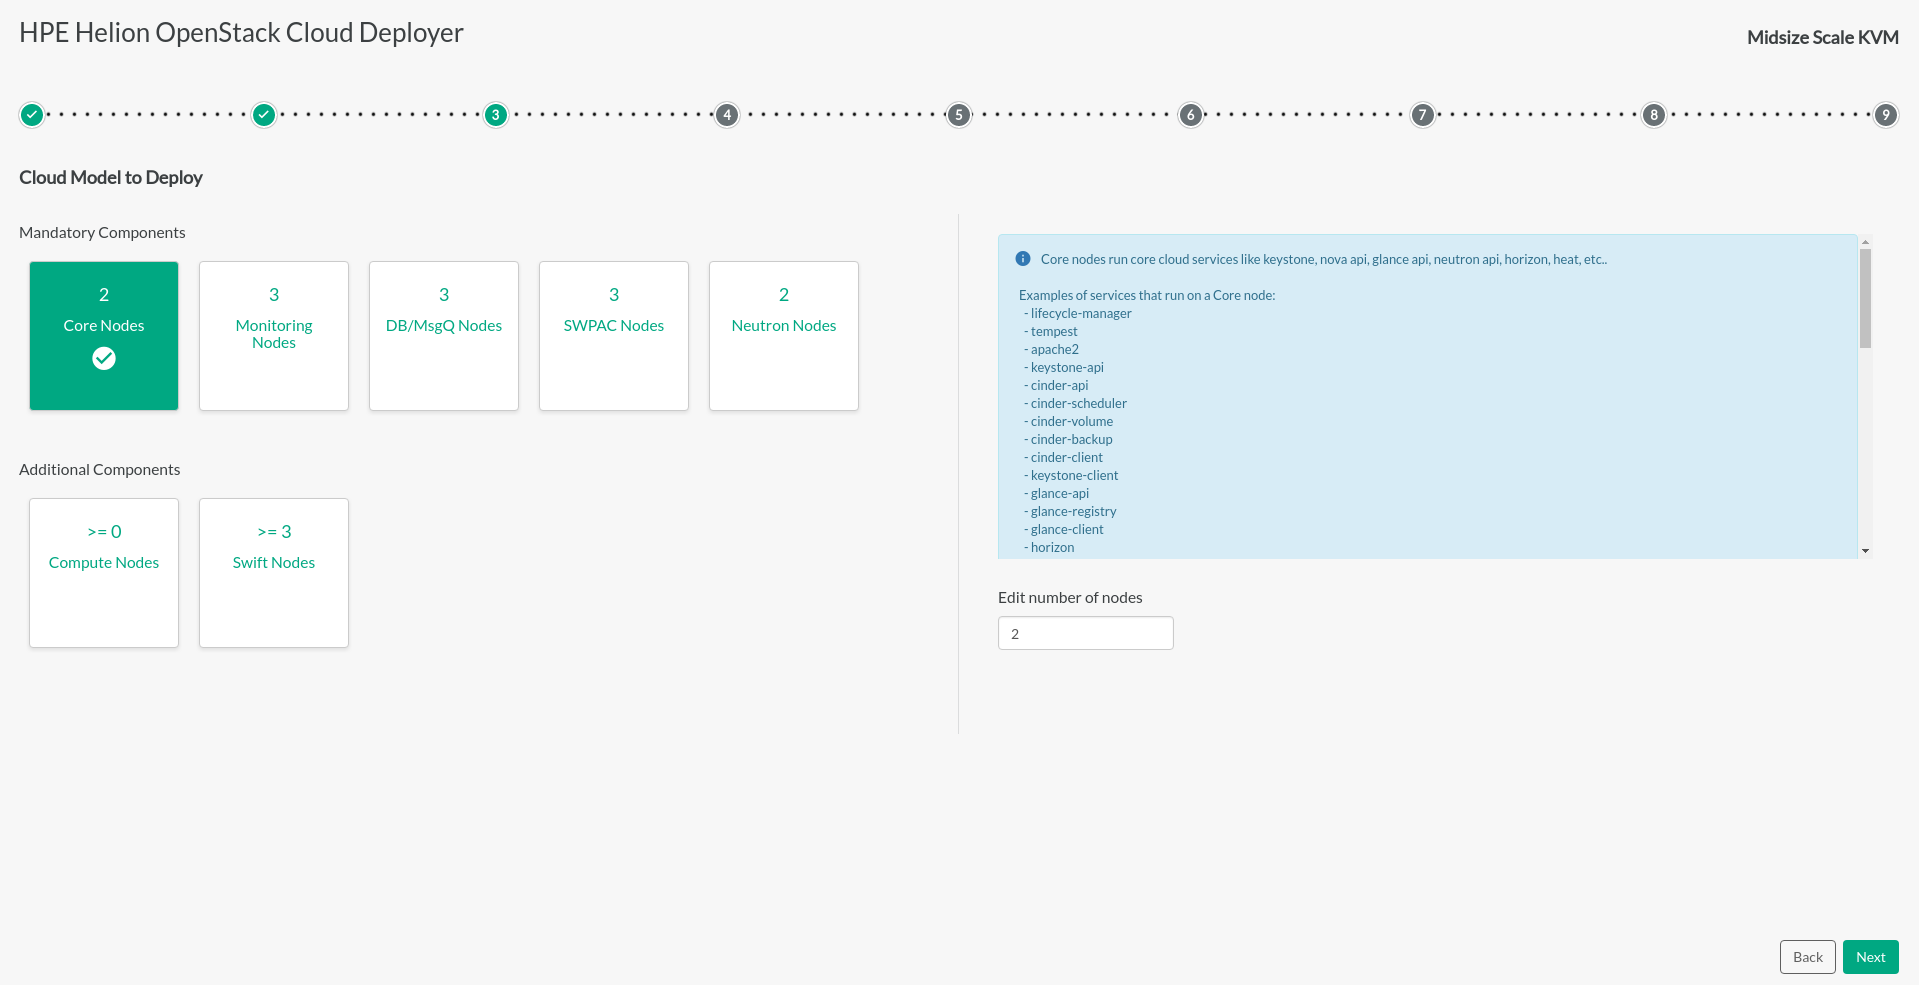 HPE Helion OpenStack Cloud Deployer
Midsize Scale KVM
3
4
5
6
7
8
9
Cloud Model to Deploy
Mandatory Components
2
Core Nodes
3
Monitoring
Nodes
3
DB/MsgQ Nodes
3
SWPAC Nodes
2
Neutron Nodes
Additional Components
>= 0
Compute Nodes
>= 3
Swift Nodes
Core nodes run core cloud services like keystone, nova api, glance api, neutron api, horizon, heat, etc..
Examples of services that run on a Core node:
- lifecycle-manager
- tempest
- apache2
- keystone-api
- cinder-api
- cinder-scheduler
- cinder-volume
- cinder-backup
- cinder-client
- keystone-client
- glance-api
- glance-registry
- glance-client
- horizon
Edit number of nodes
2
Back
Next